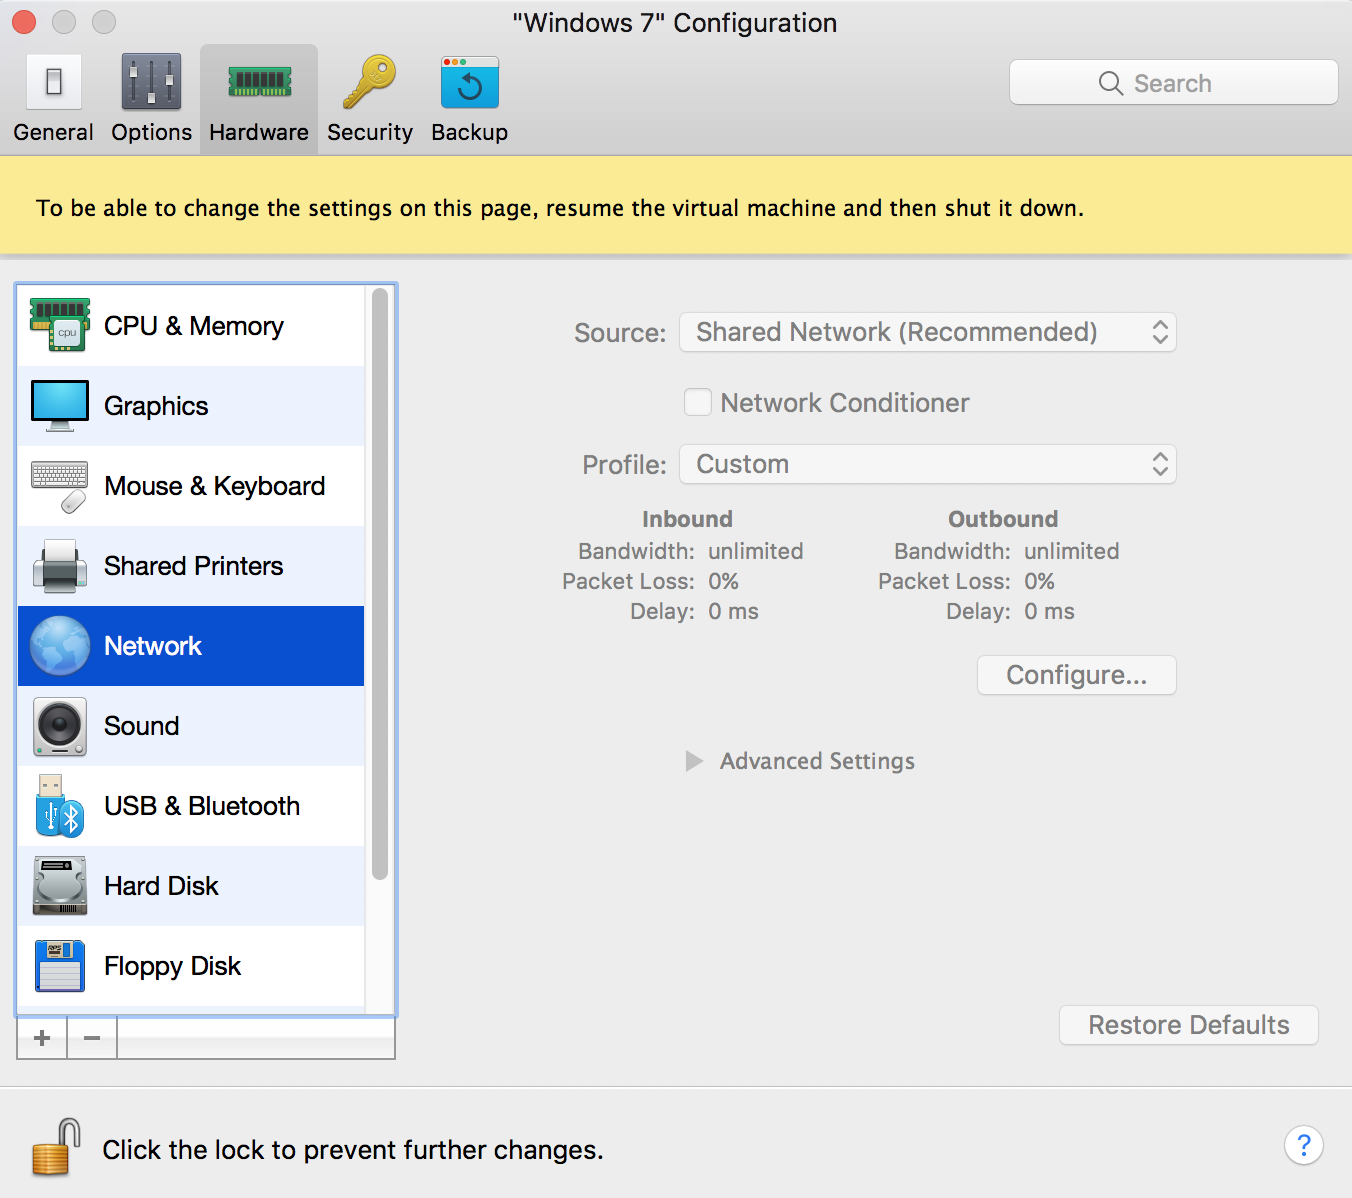 "Windows 7" Configuration
General Options Hardware Security Backup
Search
To be able to change the settings on this page, resume the virtual machine and then shut it down.
cpu
CPU & Memory
Graphics
Mouse & Keyboard
Shared Printers
Network
Sound
USB & Bluetooth
Hard Disk
Floppy Disk
Source: Shared Network (Recommended)
Network Conditioner
Profile: Custom
Inbound Outbound
Bandwidth: unlimited Bandwidth: unlimited
Packet Loss: 0% Packet Loss: 0%
Delay: 0 ms Delay: 0 ms
Configure...
Advanced Settings
Restore Defaults
Click the lock to prevent further changes.
?